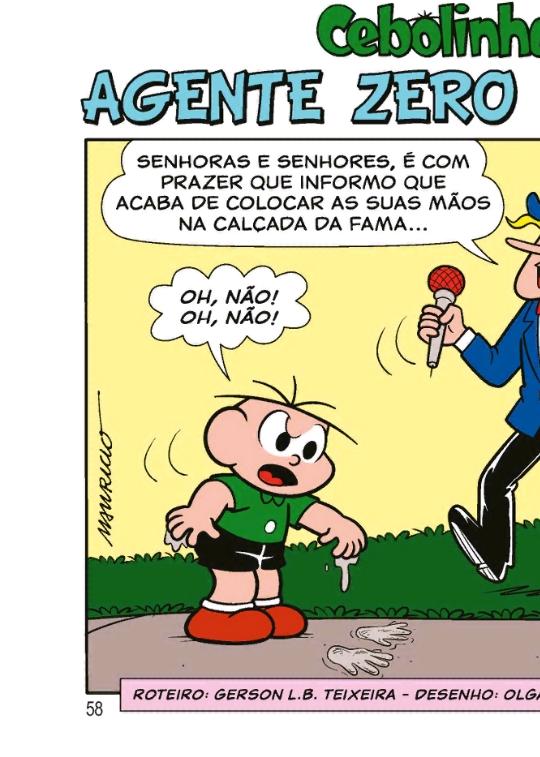 Cebolinha
AGENTE ZERO
SENHORAS E SENHORES, É COM
PRAZER QUE INFORMO QUE
ACABA DE COLOCAR AS SUAS MÃOS
NA CALÇADA DA FAMA...
OH, NÃO!
OH, NÃO!
MAURICIO
ROTEIRO: GERSON L.B. TEIXEIRA - DESENHO: OLGA
58